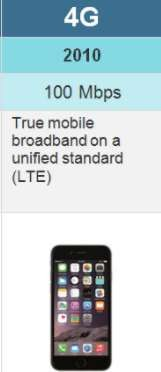 4G
2010
100 Mbps
True mobile
broadband on a
unified standard
(LTE)